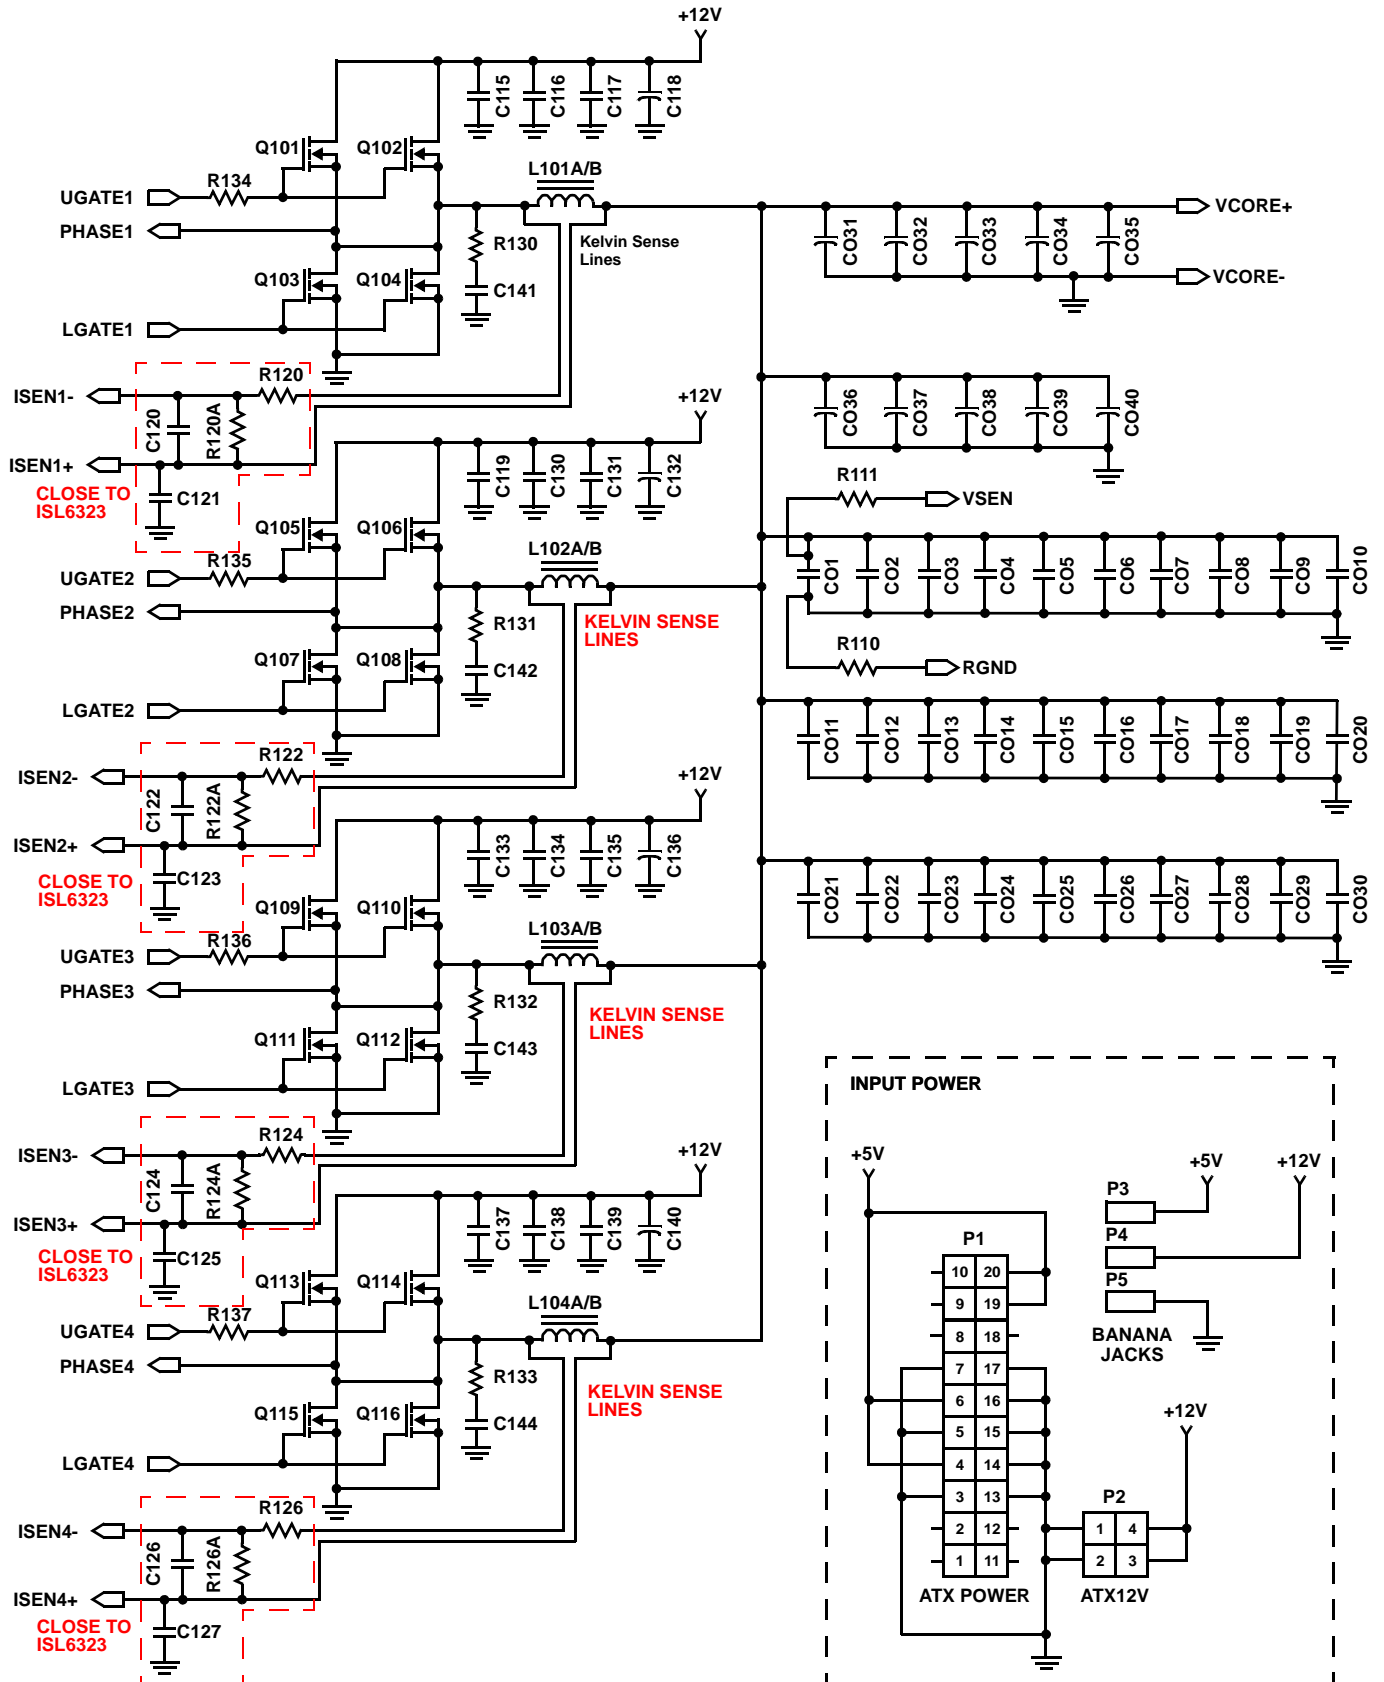 +12V
C115
C116
C117
C118
Q101
Q102
L101A/B
R134
UGATE1
PHASE1
R130
Kelvin Sense
Lines
C141
Q103
Q104
LGATE1
CO31
CO32
CO33
CO34
CO35
VCORE+
VCORE-
R120
ISEN1-
C120
R120A
ISEN1+
CLOSE TO
ISL6323
C121
+12V
C119
C130
C131
C132
CO36
CO37
CO38
CO39
CO40
R111
VSEN
Q105
Q106
L102A/B
R135
UGATE2
PHASE2
R131
KELVIN SENSE
LINES
C142
Q107
Q108
LGATE2
CO1
CO2
CO3
CO4
CO5
CO6
CO7
CO8
CO9
CO10
R110
RGND
R122
ISEN2-
C122
R122A
ISEN2+
CLOSE TO
ISL6323
C123
+12V
C133
C134
C135
C136
CO11
CO12
CO13
CO14
CO15
CO16
CO17
CO18
CO19
CO20
Q109
Q110
L103A/B
R136
UGATE3
PHASE3
R132
KELVIN SENSE
LINES
C143
Q111
Q112
LGATE3
CO21
CO22
CO23
CO24
CO25
CO26
CO27
CO28
CO29
CO30
R124
ISEN3-
C124
R124A
ISEN3+
CLOSE TO
ISL6323
C125
+12V
C137
C138
C139
C140
Q113
Q114
L104A/B
R137
UGATE4
PHASE4
R133
KELVIN SENSE
LINES
C144
Q115
Q116
LGATE4
R126
ISEN4-
C126
R126A
ISEN4+
CLOSE TO
ISL6323
C127
INPUT POWER
+5V
P1
10 20
9 19
8 18
7 17
6 16
5 15
4 14
3 13
2 12
1 11
ATX POWER
+5V
+12V
P3
P4
P5
BANANA
JACKS
+12V
P2
1 4
2 3
ATX12V